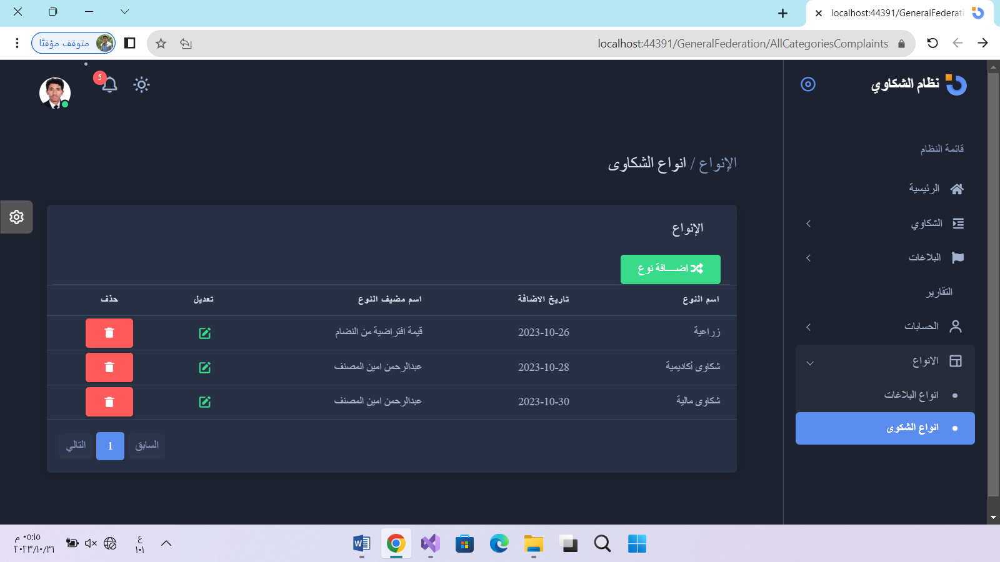 localhost:44391/GeneralFederati
متوقف مؤقتًا
localhost:44391/GeneralFederation/AllCategoriesComplaints
نظام الشكاوي
5
قائمة النظام
الرئيسية
الشكاوي
البلاغات
التقارير
الحسابات
الانواع
انواع البلاغات
انواع الشكوى
الإنواع / انواع الشكاوى
الإنواع
اضـــافة نوع
اسم النوع تاريخ الاضافة اسم مضيف النوع تعديل حذف
زراعية 2023-10-26 قيمة افتراضية من النضام
شكاوى أكاديمية 2023-10-28 عبدالرحمن امين المصنف
شكاوى مالية 2023-10-30 عبدالرحمن امين المصنف
السابق 1 التالي
ع
١٠١
٠٥:١٥ م
٢٠٢٣/١٠/٣١